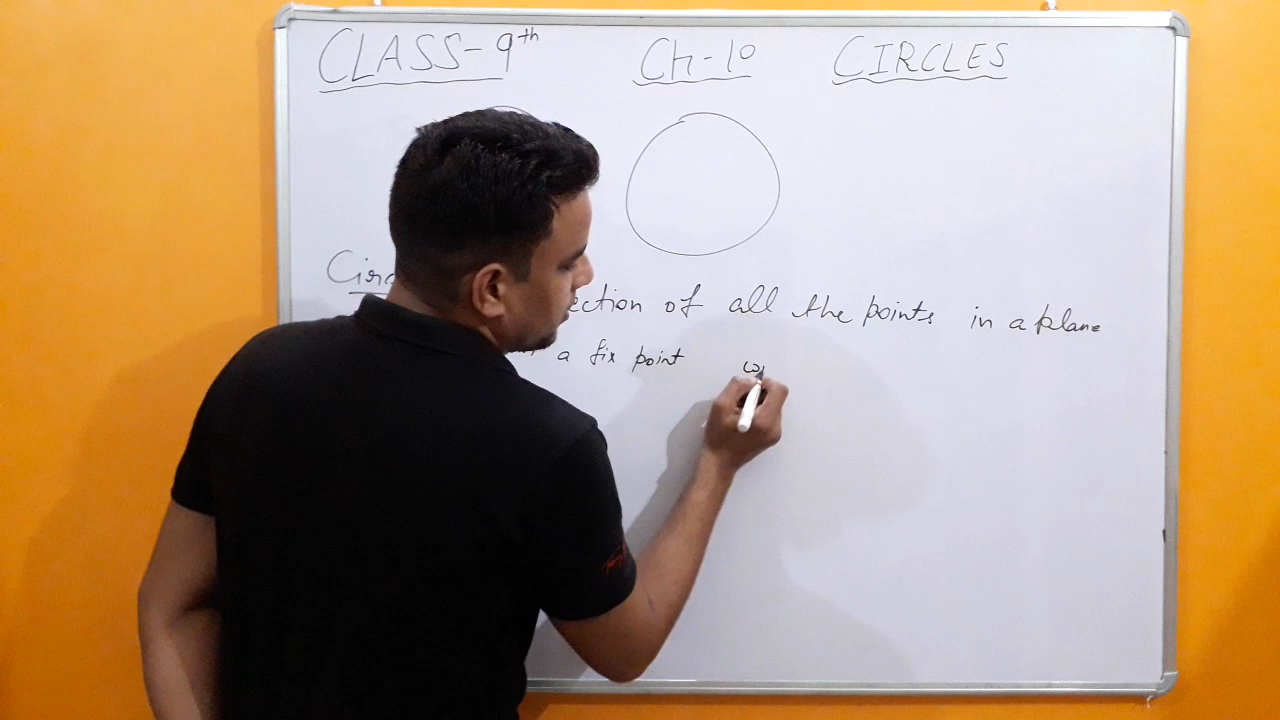 CLASS-9th Ch-10 CIRCLES
Circ
ection of all the points in a plane
a fix point